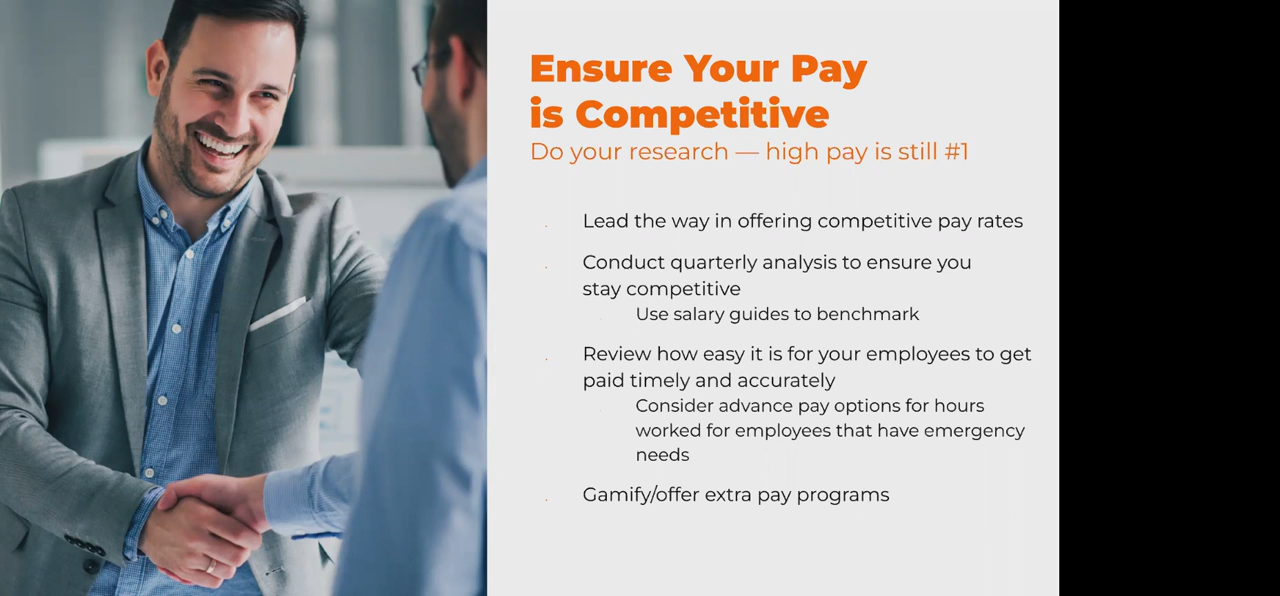 Ensure Your Pay
is Competitive
Do your research — high pay is still #1
Lead the way in offering competitive pay rates
Conduct quarterly analysis to ensure you
stay competitive
Use salary guides to benchmark
Review how easy it is for your employees to get
paid timely and accurately
Consider advance pay options for hours
worked for employees that have emergency
needs
Gamify/offer extra pay programs